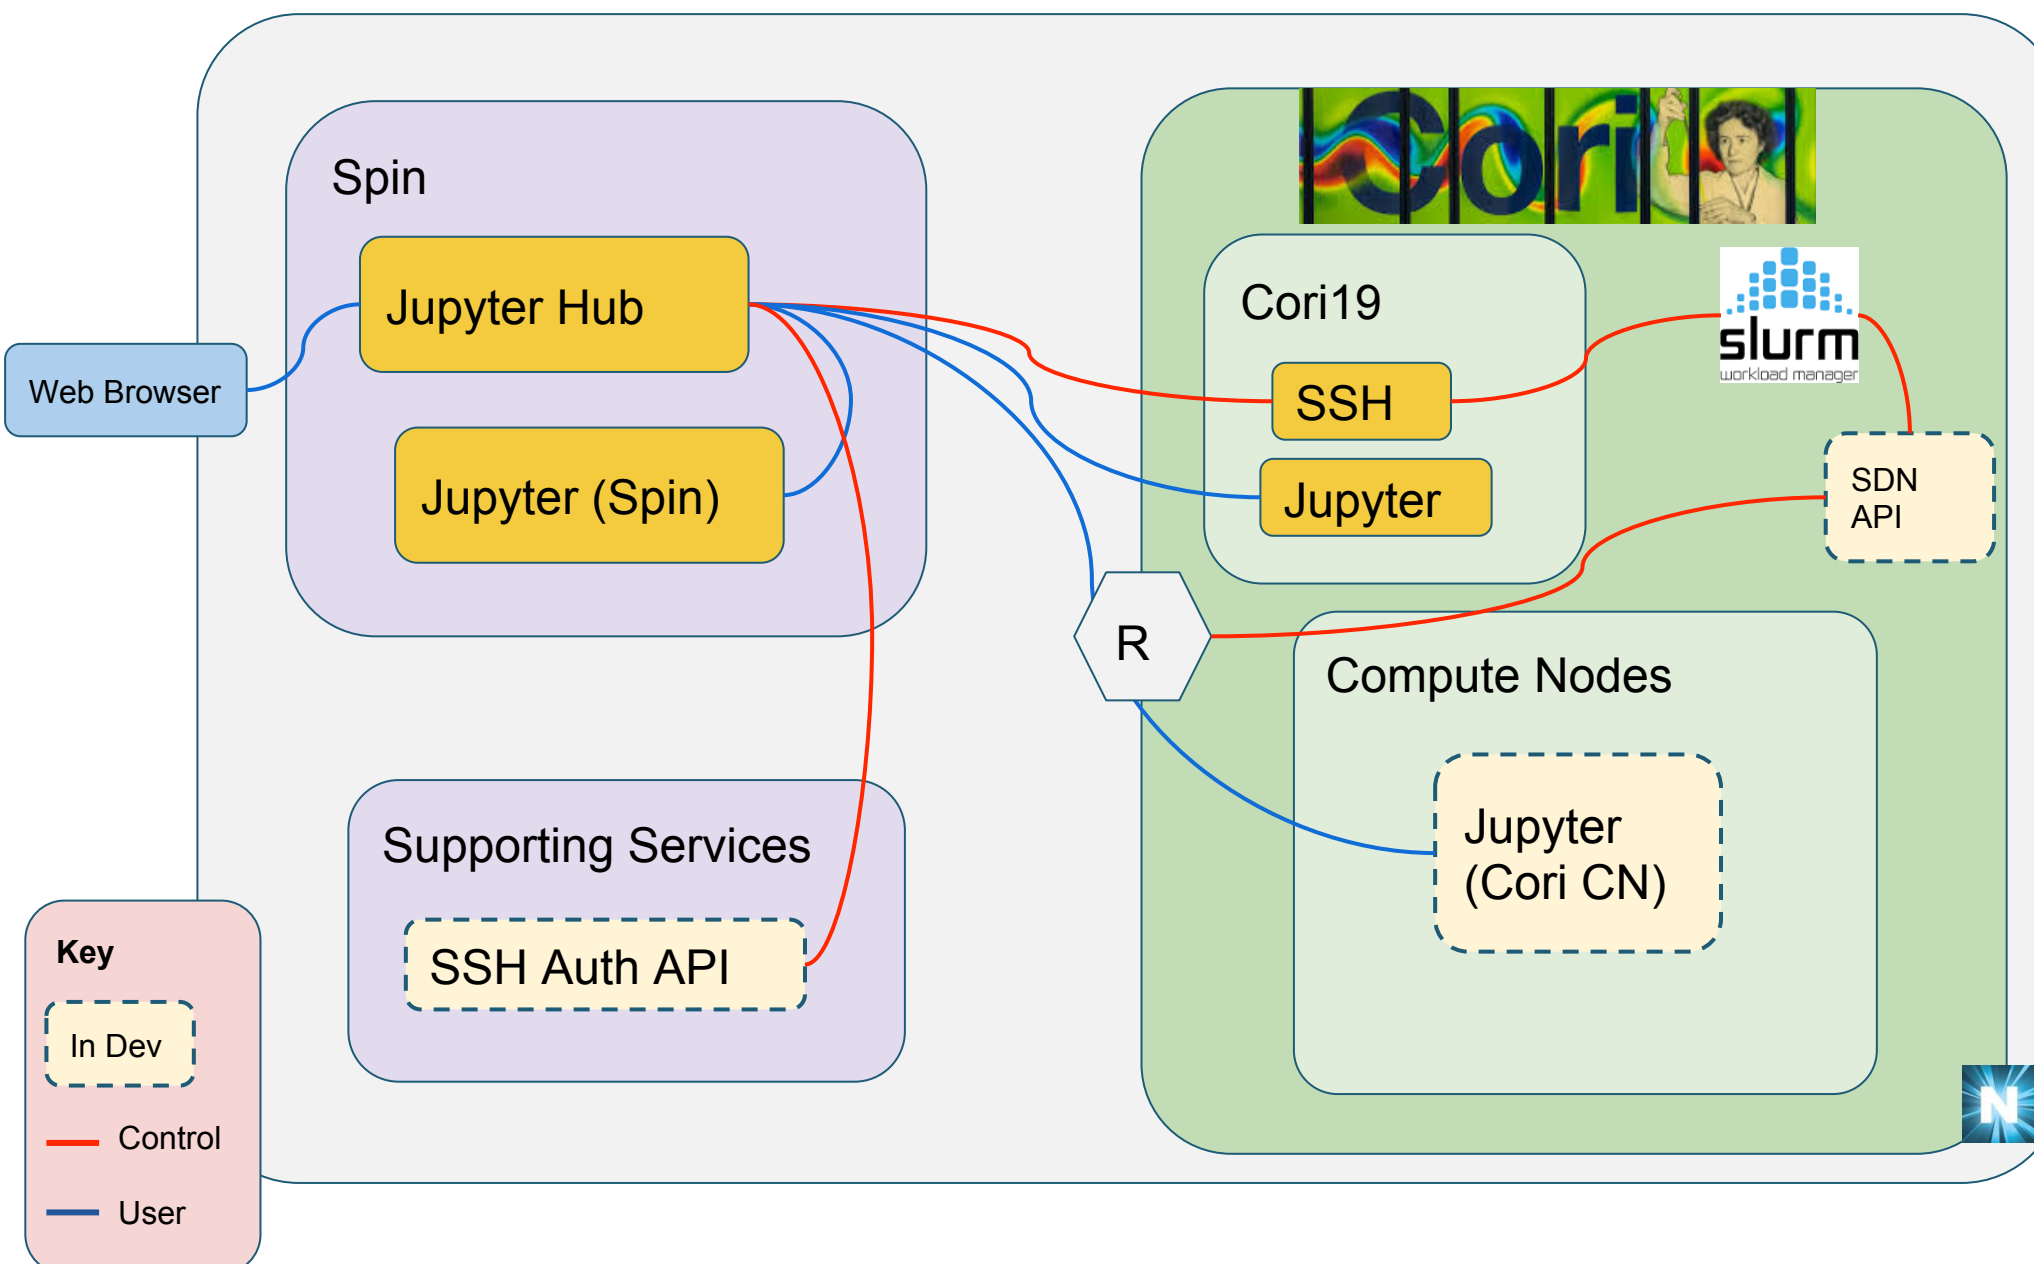 Spin
Jupyter Hub
Web Browser
Jupyter (Spin)
Cori
Cori19
SSH
Jupyter
slurm
workload manager
SDN
API
R
Compute Nodes
Jupyter
(Cori CN)
Supporting Services
SSH Auth API
Key
In Dev
Control
User
N